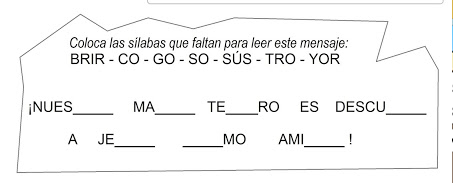 Coloca las sílabas que faltan para leer este mensaje:
BRIR - CO - GO - SO - SÚS - TRO - YOR
¡NUES_____ MA_____ TE____RO ES DESCU_____
A JE_____ _____MO AMI_____ !